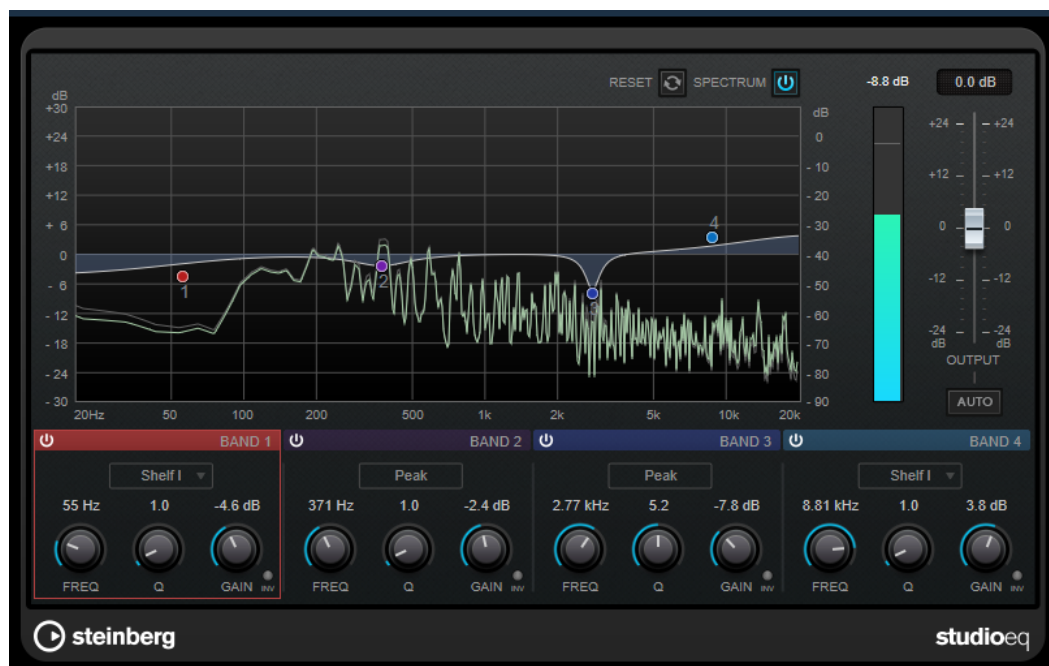 RESET SPECTRUM -8.8 dB 0.0 dB
dB
+30
dB
+24 0 +24 +24
+18 - 10
+12 - 20 +12 +12
+ 6 - 30 4
0 - 40 0 0
- 6 1 2 3 - 50 -12 -12
- 12 - 60
-18 - 70 -24 -24
dB dB
- 24 - 80 OUTPUT
- 30 - 90 AUTO
20Hz 50 100 200 500 1k 2k 5k 10k 20k
BAND 1 BAND 2 BAND 3 BAND 4
Shelf I Peak Peak Shelf I
55 Hz 1.0 -4.6 dB 371 Hz 1.0 -2.4 dB 2.77 kHz 5.2 -7.8 dB 8.81 kHz 1.0 3.8 dB
FREQ Q GAIN INV FREQ Q GAIN INV FREQ Q GAIN INV FREQ Q GAIN INV
steinberg studioeq